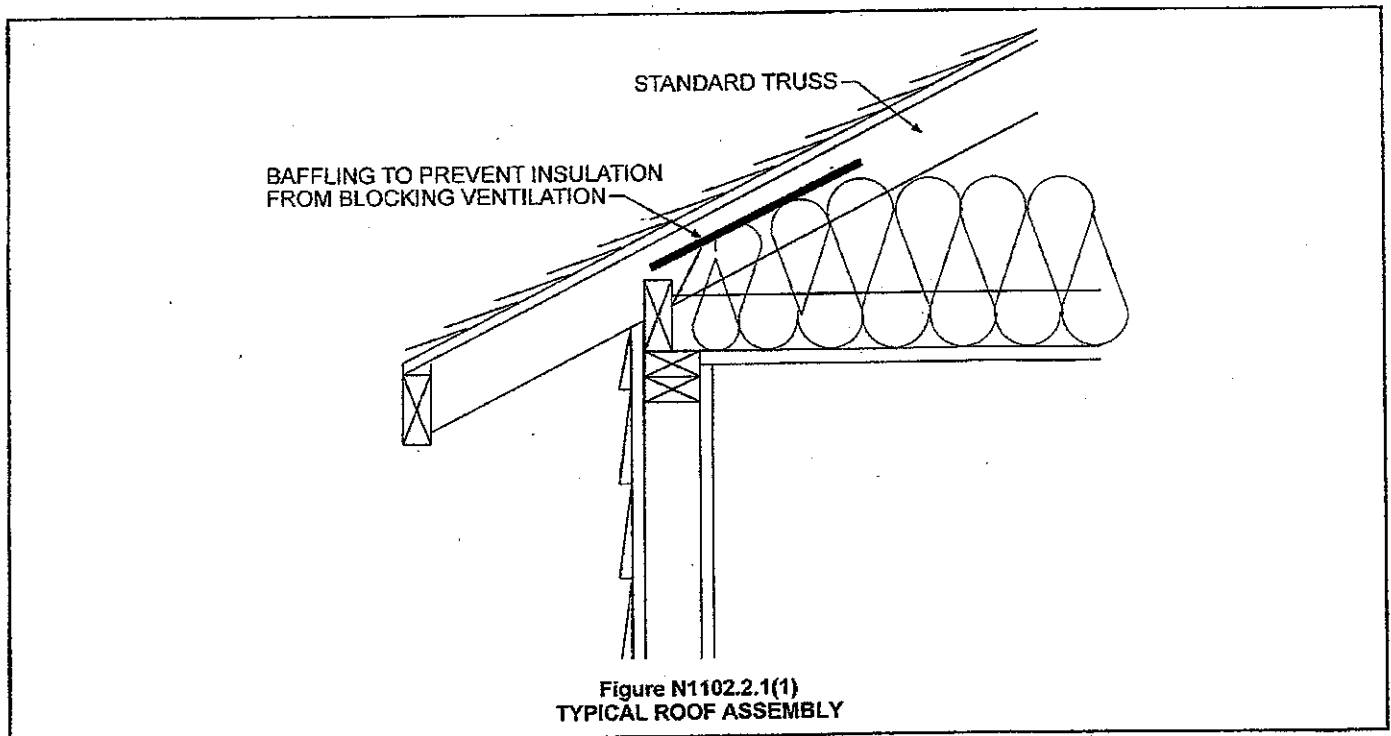 STANDARD TRUSS
BAFFLING TO PREVENT INSULATION
FROM BLOCKING VENTILATION
Figure N1102.2.1(1)
TYPICAL ROOF ASSEMBLY